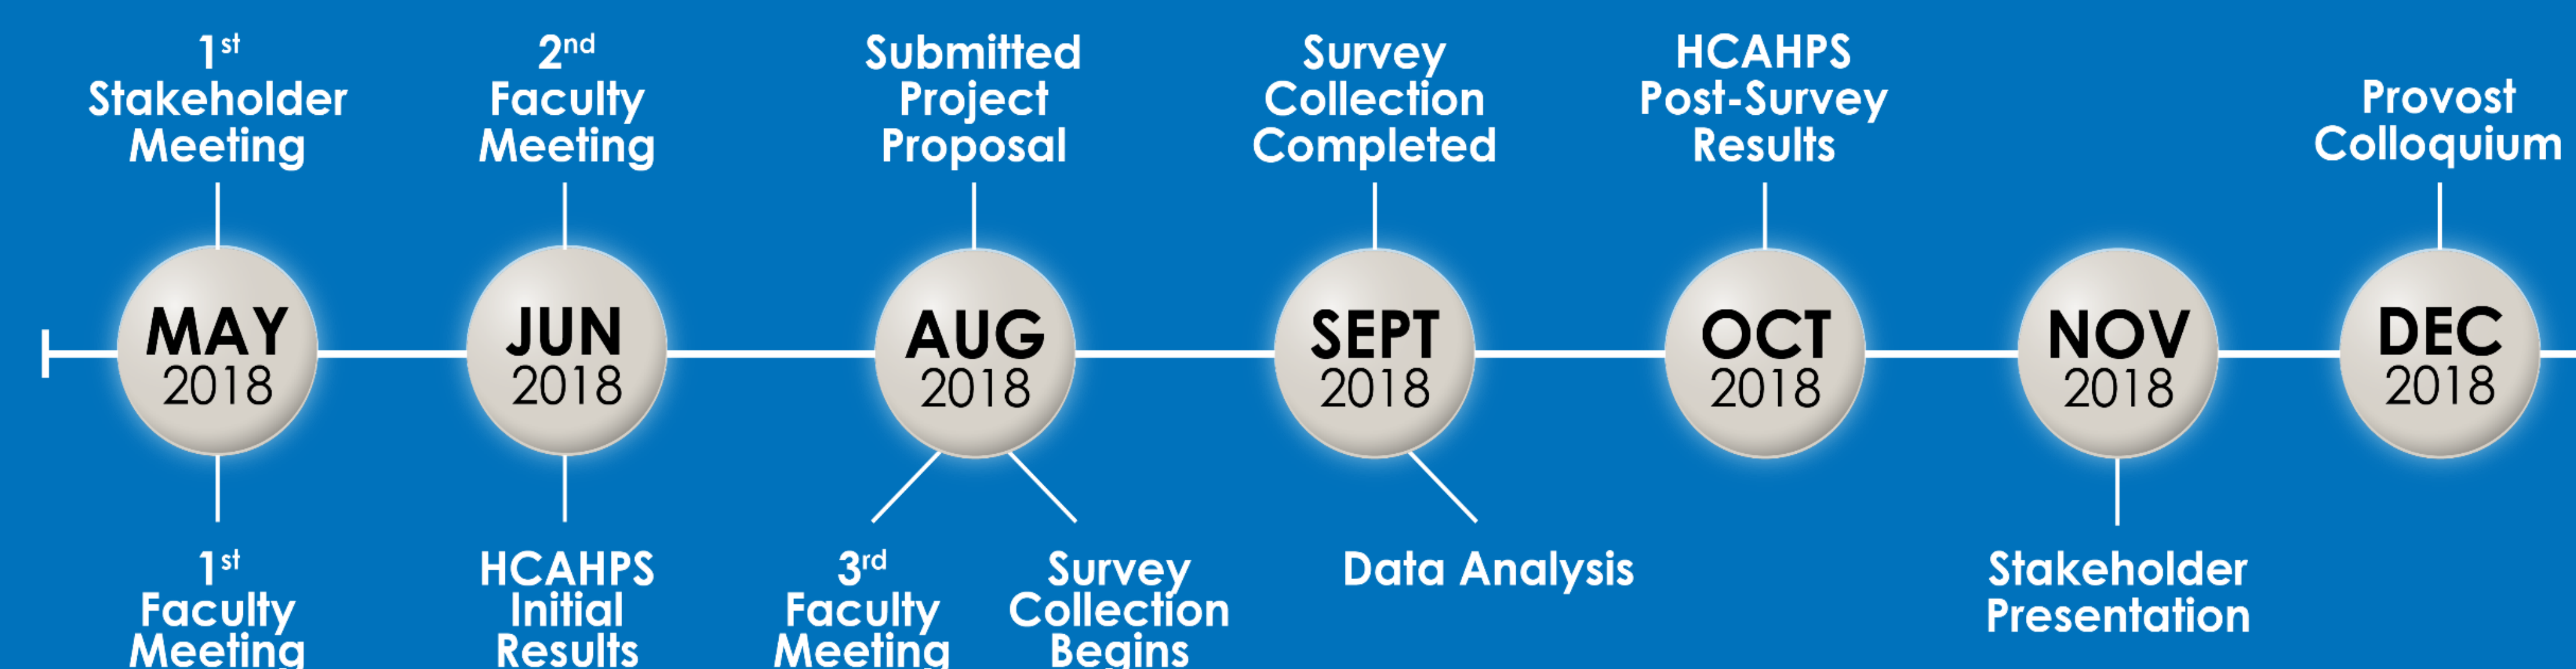 1st
Stakeholder
Meeting
2nd
Faculty
Meeting
Submitted
Project
Proposal
Survey
Collection
Completed
HCAHPS
Post-Survey
Results
Provost
Colloquium
MAY
2018
JUN
2018
AUG
2018
SEPT
2018
OCT
2018
NOV
2018
DEC
2018
1st
Faculty
Meeting
HCAHPS
Initial
Results
3rd
Faculty
Meeting
Survey
Collection
Begins
Data Analysis
Stakeholder
Presentation